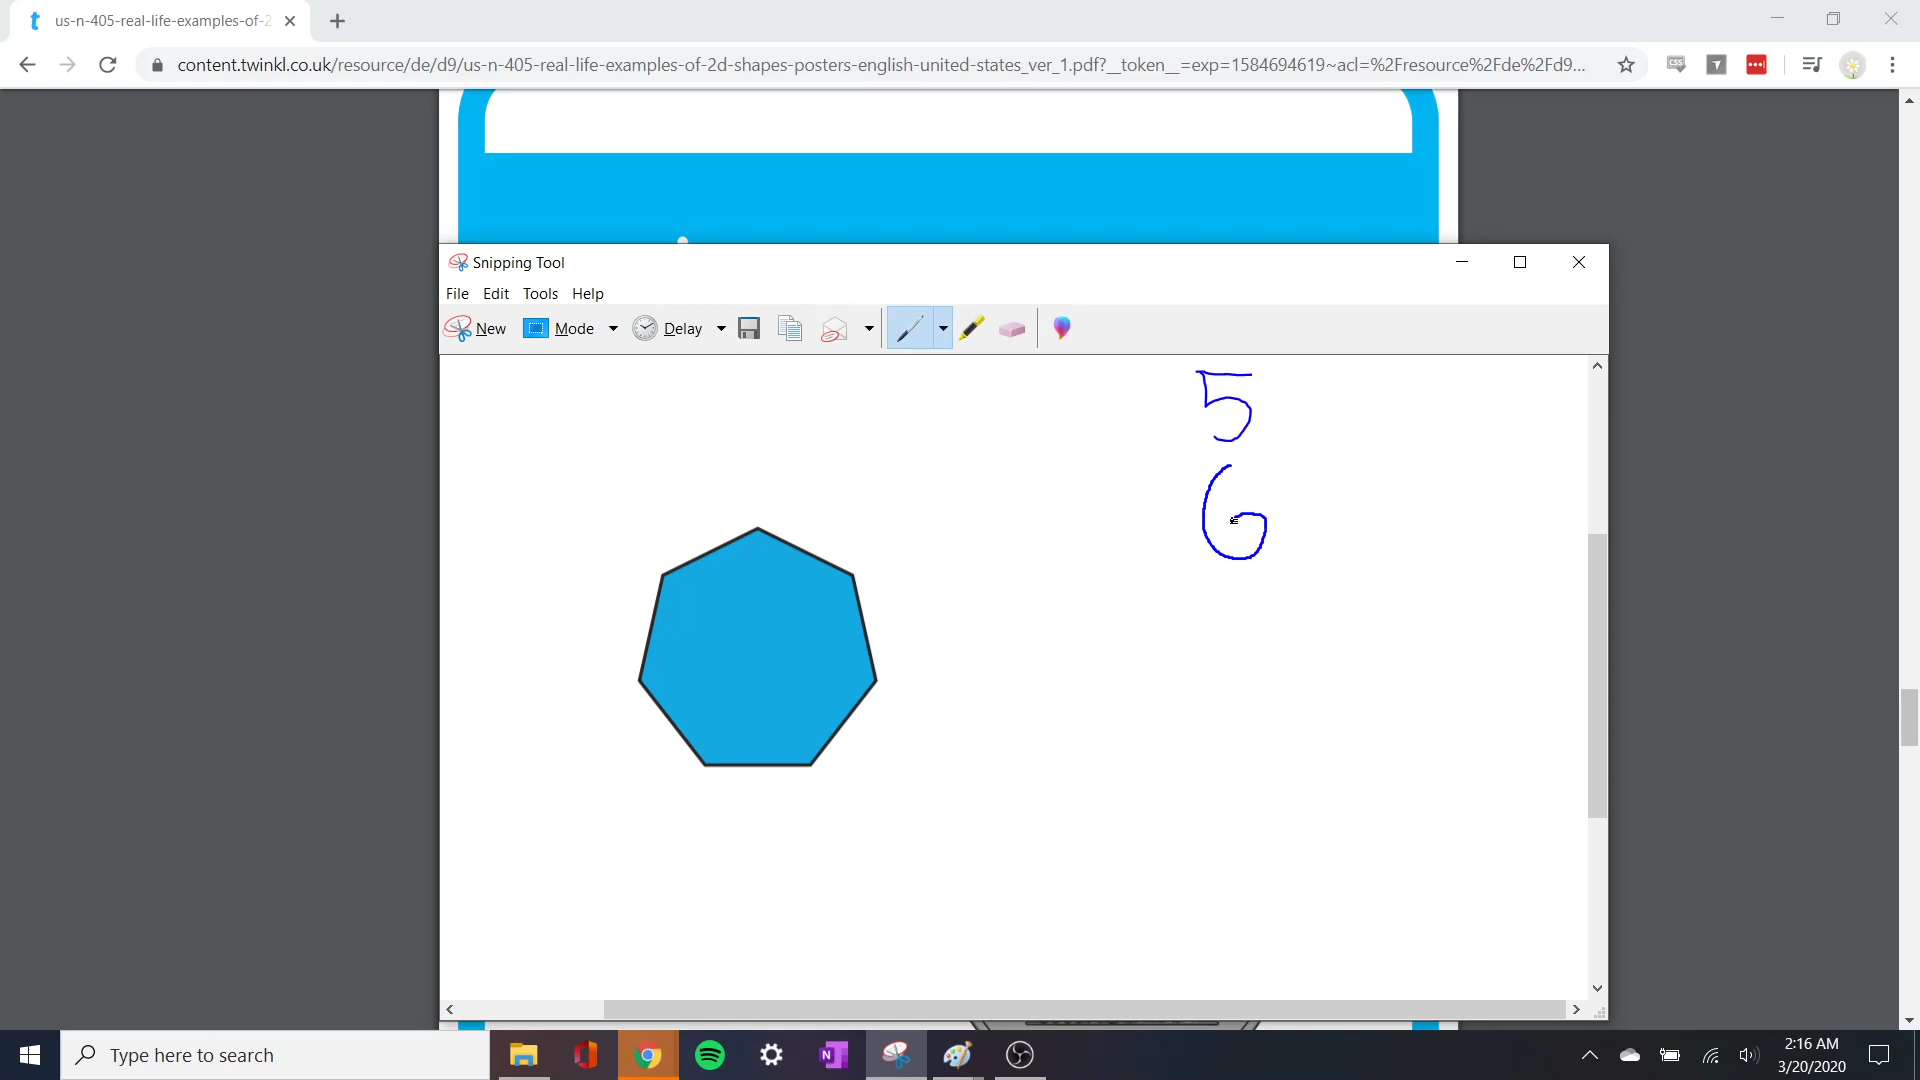 us-n-405-real-life-examples-of-2
content.twinkl.co.uk/resource/de/d9/us-n-405-real-life-examples-of-2d-shapes-posters-english-united-states_ver_1.pdf?__token__=exp=1584694619~acl=%2Fresource%2Fde%2Fd9...
Snipping Tool
File Edit Tools Help
New Mode Delay
5
6
Type here to search
2:16 AM
3/20/2020